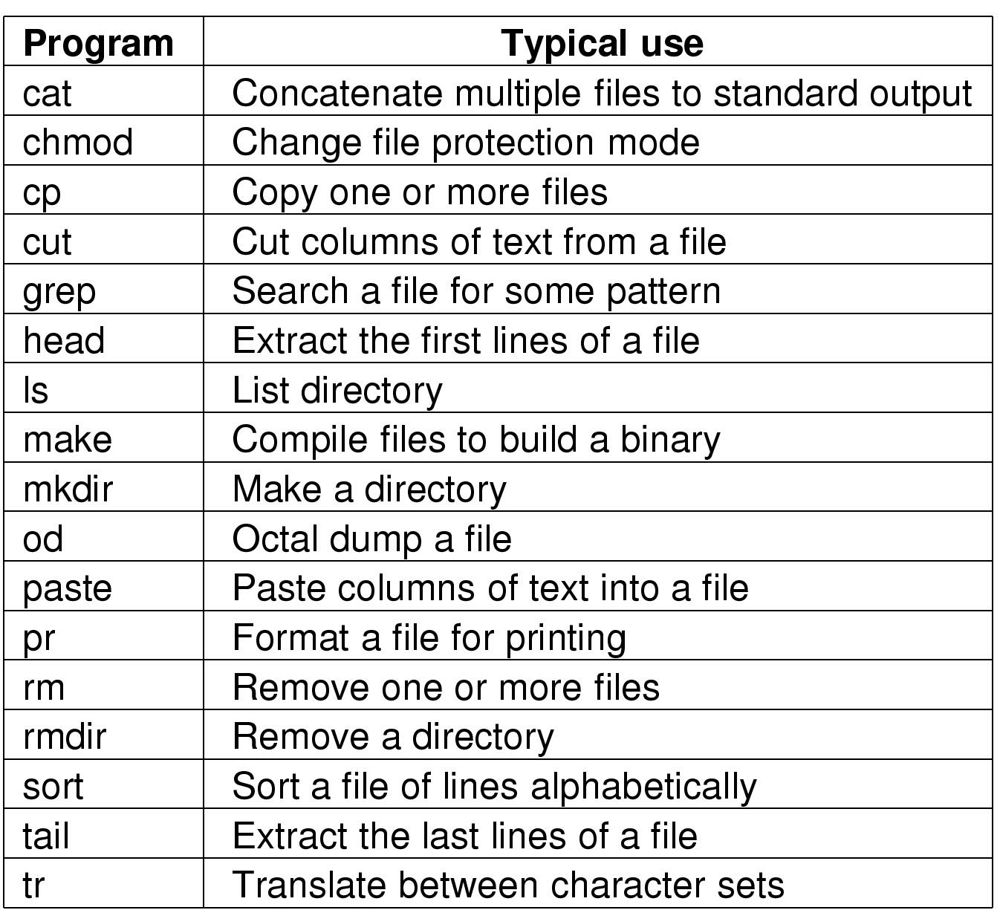 Program Typical use
cat Concatenate multiple files to standard output
chmod Change file protection mode
cp Copy one or more files
cut Cut columns of text from a file
grep Search a file for some pattern
head Extract the first lines of a file
ls List directory
make Compile files to build a binary
mkdir Make a directory
od Octal dump a file
paste Paste columns of text into a file
pr Format a file for printing
rm Remove one or more files
rmdir Remove a directory
sort Sort a file of lines alphabetically
tail Extract the last lines of a file
tr Translate between character sets